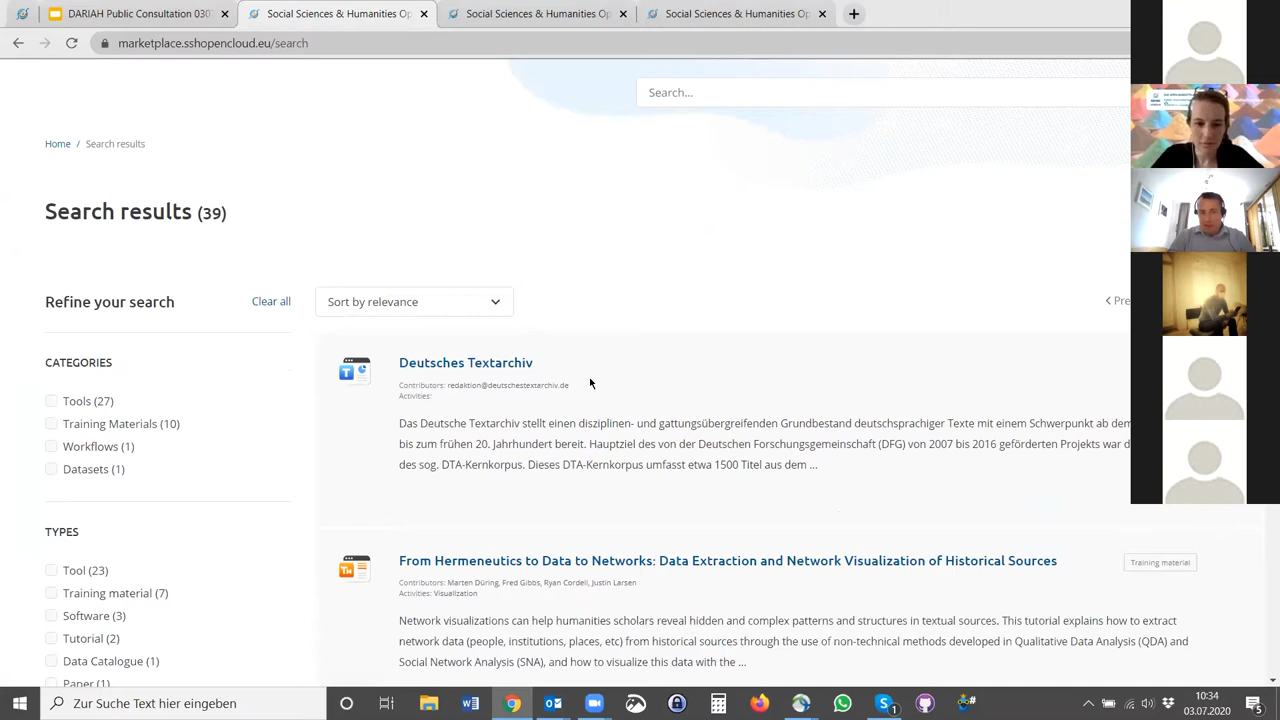 DARIAH Public Consultation 030
Social Sciences & Humanities Op
Social Sciences & Humanities Op
Social Sciences & Humanities Op
marketplace.sshopencloud.eu/search
Search...
Home / Search results
Search results (39)
Refine your search
Clear all
Sort by relevance
Pre
CATEGORIES
Tools (27)
Training Materials (10)
Workflows (1)
Datasets (1)
TYPES
Tool (23)
Training material (7)
Software (3)
Tutorial (2)
Data Catalogue (1)
Paper (1)
Deutsches Textarchiv
Contributors: redaktion@deutschestextarchiv.de
Activities:
Das Deutsche Textarchiv stellt einen disziplinen- und gattungsübergreifenden Grundbestand deutschsprachiger Texte mit einem Schwerpunkt ab dem
bis zum frühen 20. Jahrhundert bereit. Hauptziel des von der Deutschen Forschungsgemeinschaft (DFG) von 2007 bis 2016 geförderten Projekts war d
des sog. DTA-Kernkorpus. Dieses DTA-Kernkorpus umfasst etwa 1500 Titel aus dem ...
From Hermeneutics to Data to Networks: Data Extraction and Network Visualization of Historical Sources
Training material
Contributors: Marten Düring, Fred Gibbs, Ryan Cordell, Justin Larsen
Activities: Visualization
Network visualizations can help humanities scholars reveal hidden and complex patterns and structures in textual sources. This tutorial explains how to extract
network data (people, institutions, places, etc) from historical sources through the use of non-technical methods developed in Qualitative Data Analysis (QDA) and
Social Network Analysis (SNA), and how to visualize this data with the ...
Zur Suche Text hier eingeben
10:34
03.07.2020